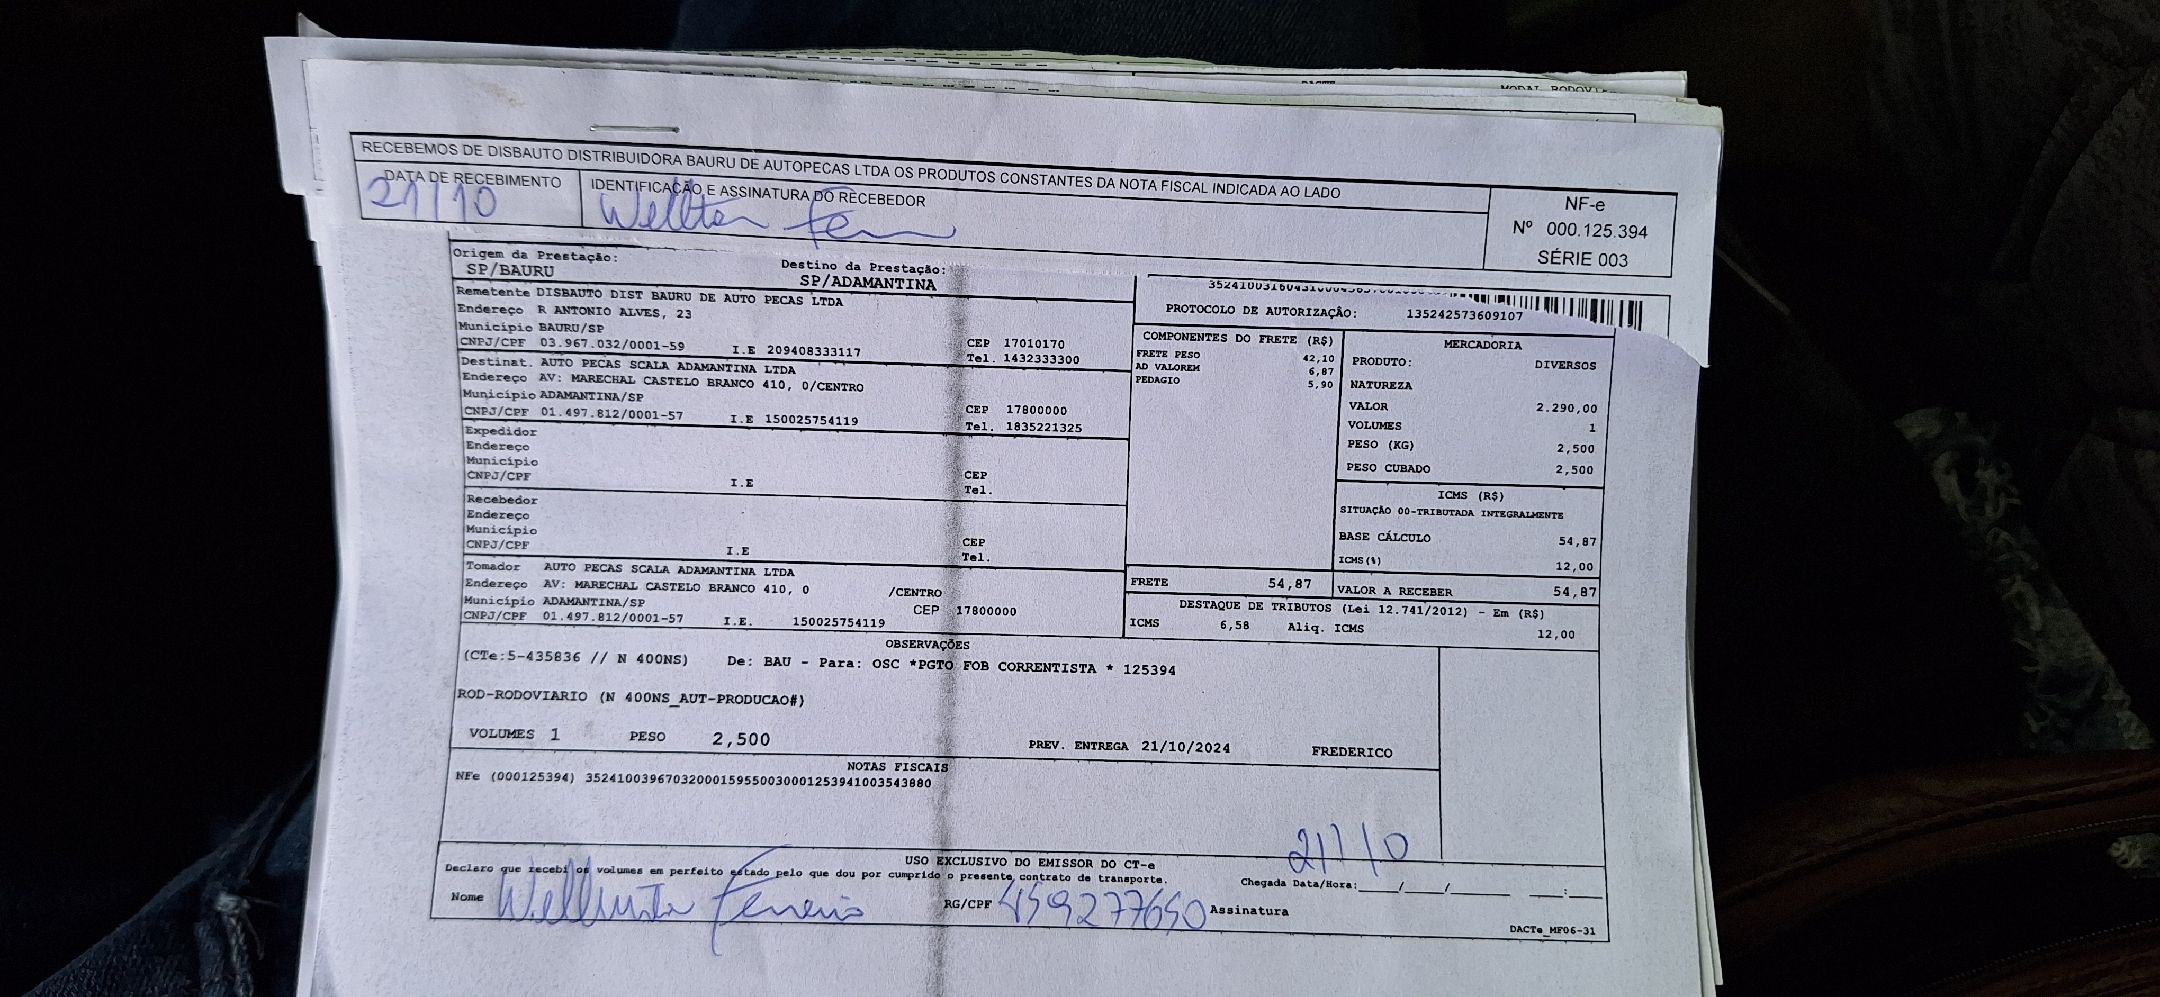 MODAL RODOVI
RECEBEMOS DE DISBAUTO DISTRIBUIDORA BAURU DE AUTOPECAS LTDA OS PRODUTOS CONSTANTES DA NOTA FISCAL INDICADA AO LADO
DATA DE RECEBIMENTO
21/10
IDENTIFICAÇÃO E ASSINATURA DO RECEBEDOR
NF-e
Nº 000.125.394
SÉRIE 003
Origem da Prestação:
SP/BAURU
Destino da Prestação:
SP/ADAMANTINA
Remetente DISBAUTO DIST BAURU DE AUTO PECAS LTDA
Endereço R ANTONIO ALVES, 23
Município BAURU/SP
CNPJ/CPF 03.967.032/0001-59 I.E 209408333117
CEP 17010170
Tel. 1432333300
Destinat. AUTO PECAS SCALA ADAMANTINA LTDA
Endereço AV: MARECHAL CASTELO BRANCO 410, 0/CENTRO
Município ADAMANTINA/SP
CNPJ/CPF 01.497.812/0001-57 I.E 150025754119
CEP 17800000
Tel. 1835221325
Expedidor
Endereço
Município
CNPJ/CPF I.E
CEP
Tel.
Recebedor
Endereço
Município
CNPJ/CPF I.E
CEP
Tel.
Tomador AUTO PECAS SCALA ADAMANTINA LTDA
Endereço AV: MARECHAL CASTELO BRANCO 410, 0 /CENTRO
Município ADAMANTINA/SP CEP 17800000
CNPJ/CPF 01.497.812/0001-57 I.E. 150025754119
PROTOCOLO DE AUTORIZAÇÃO: 135242573609107
COMPONENTES DO FRETE (R$)
FRETE PESO 42,10
AD VALOREM 6,87
PEDAGIO 5,90
MERCADORIA
PRODUTO: DIVERSOS
NATUREZA
VALOR 2.290,00
VOLUMES 1
PESO (KG) 2,500
PESO CUBADO 2,500
ICMS (R$)
SITUAÇÃO 00-TRIBUTADA INTEGRALMENTE
BASE CÁLCULO 54,87
ICMS(%) 12,00
FRETE 54,87
VALOR A RECEBER 54,87
DESTAQUE DE TRIBUTOS (Lei 12.741/2012) - Em (R$)
ICMS 6,58 Aliq. ICMS 12,00
OBSERVAÇÕES
(CTe:5-435836 // N 400NS) De: BAU - Para: OSC *PGTO FOB CORRENTISTA * 125394
ROD-RODOVIARIO (N 400NS_AUT-PRODUCAO#)
VOLUMES 1 PESO 2,500 PREV. ENTREGA 21/10/2024 FREDERICO
NOTAS FISCAIS
NFe (000125394) 35241003967032000159550030001253941003543880
USO EXCLUSIVO DO EMISSOR DO CT-e
Declaro que recebi os volumes em perfeito estado pelo que dou por cumprido o presente contrato de transporte.
21/10
Chegada Data/Hora:____/____/______ ___:___
Nome
RG/CPF 459277650
Assinatura
DACTe_MF06-31